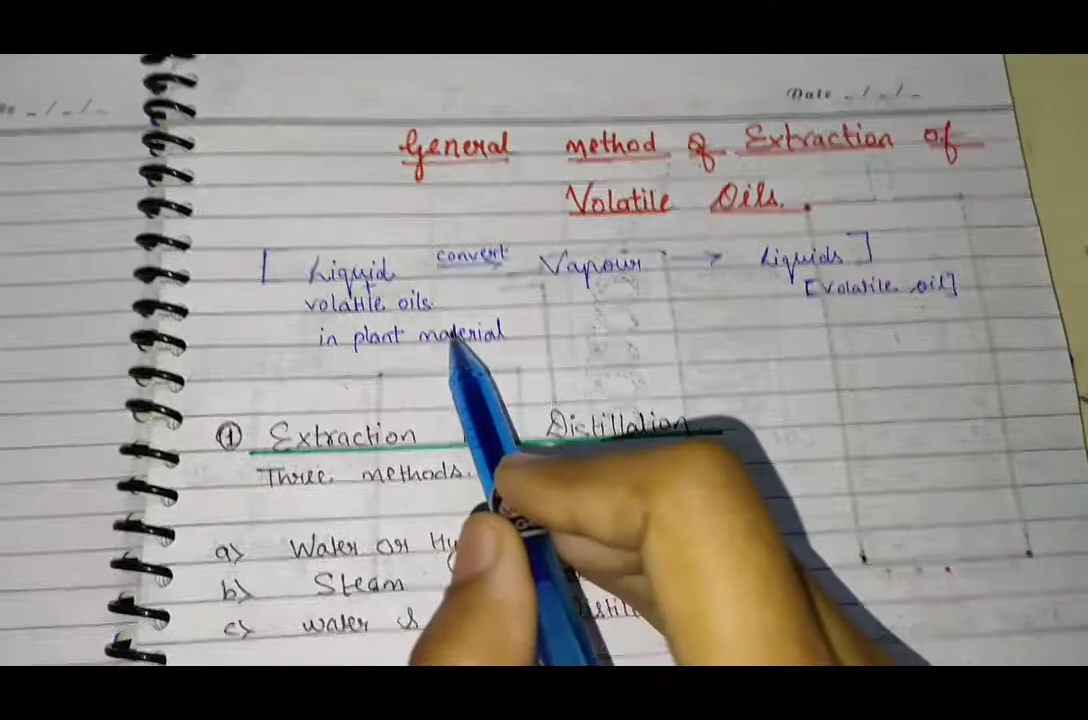 Date _/_/_
General method of Extraction of
Volatile Oils.
[ Liquid convert Vapour → Liquids ]
volatile oils [volatile oil]
in plant material
① Extraction Distillation
Three methods.
a) Water or Hy
b) Steam
c) water &